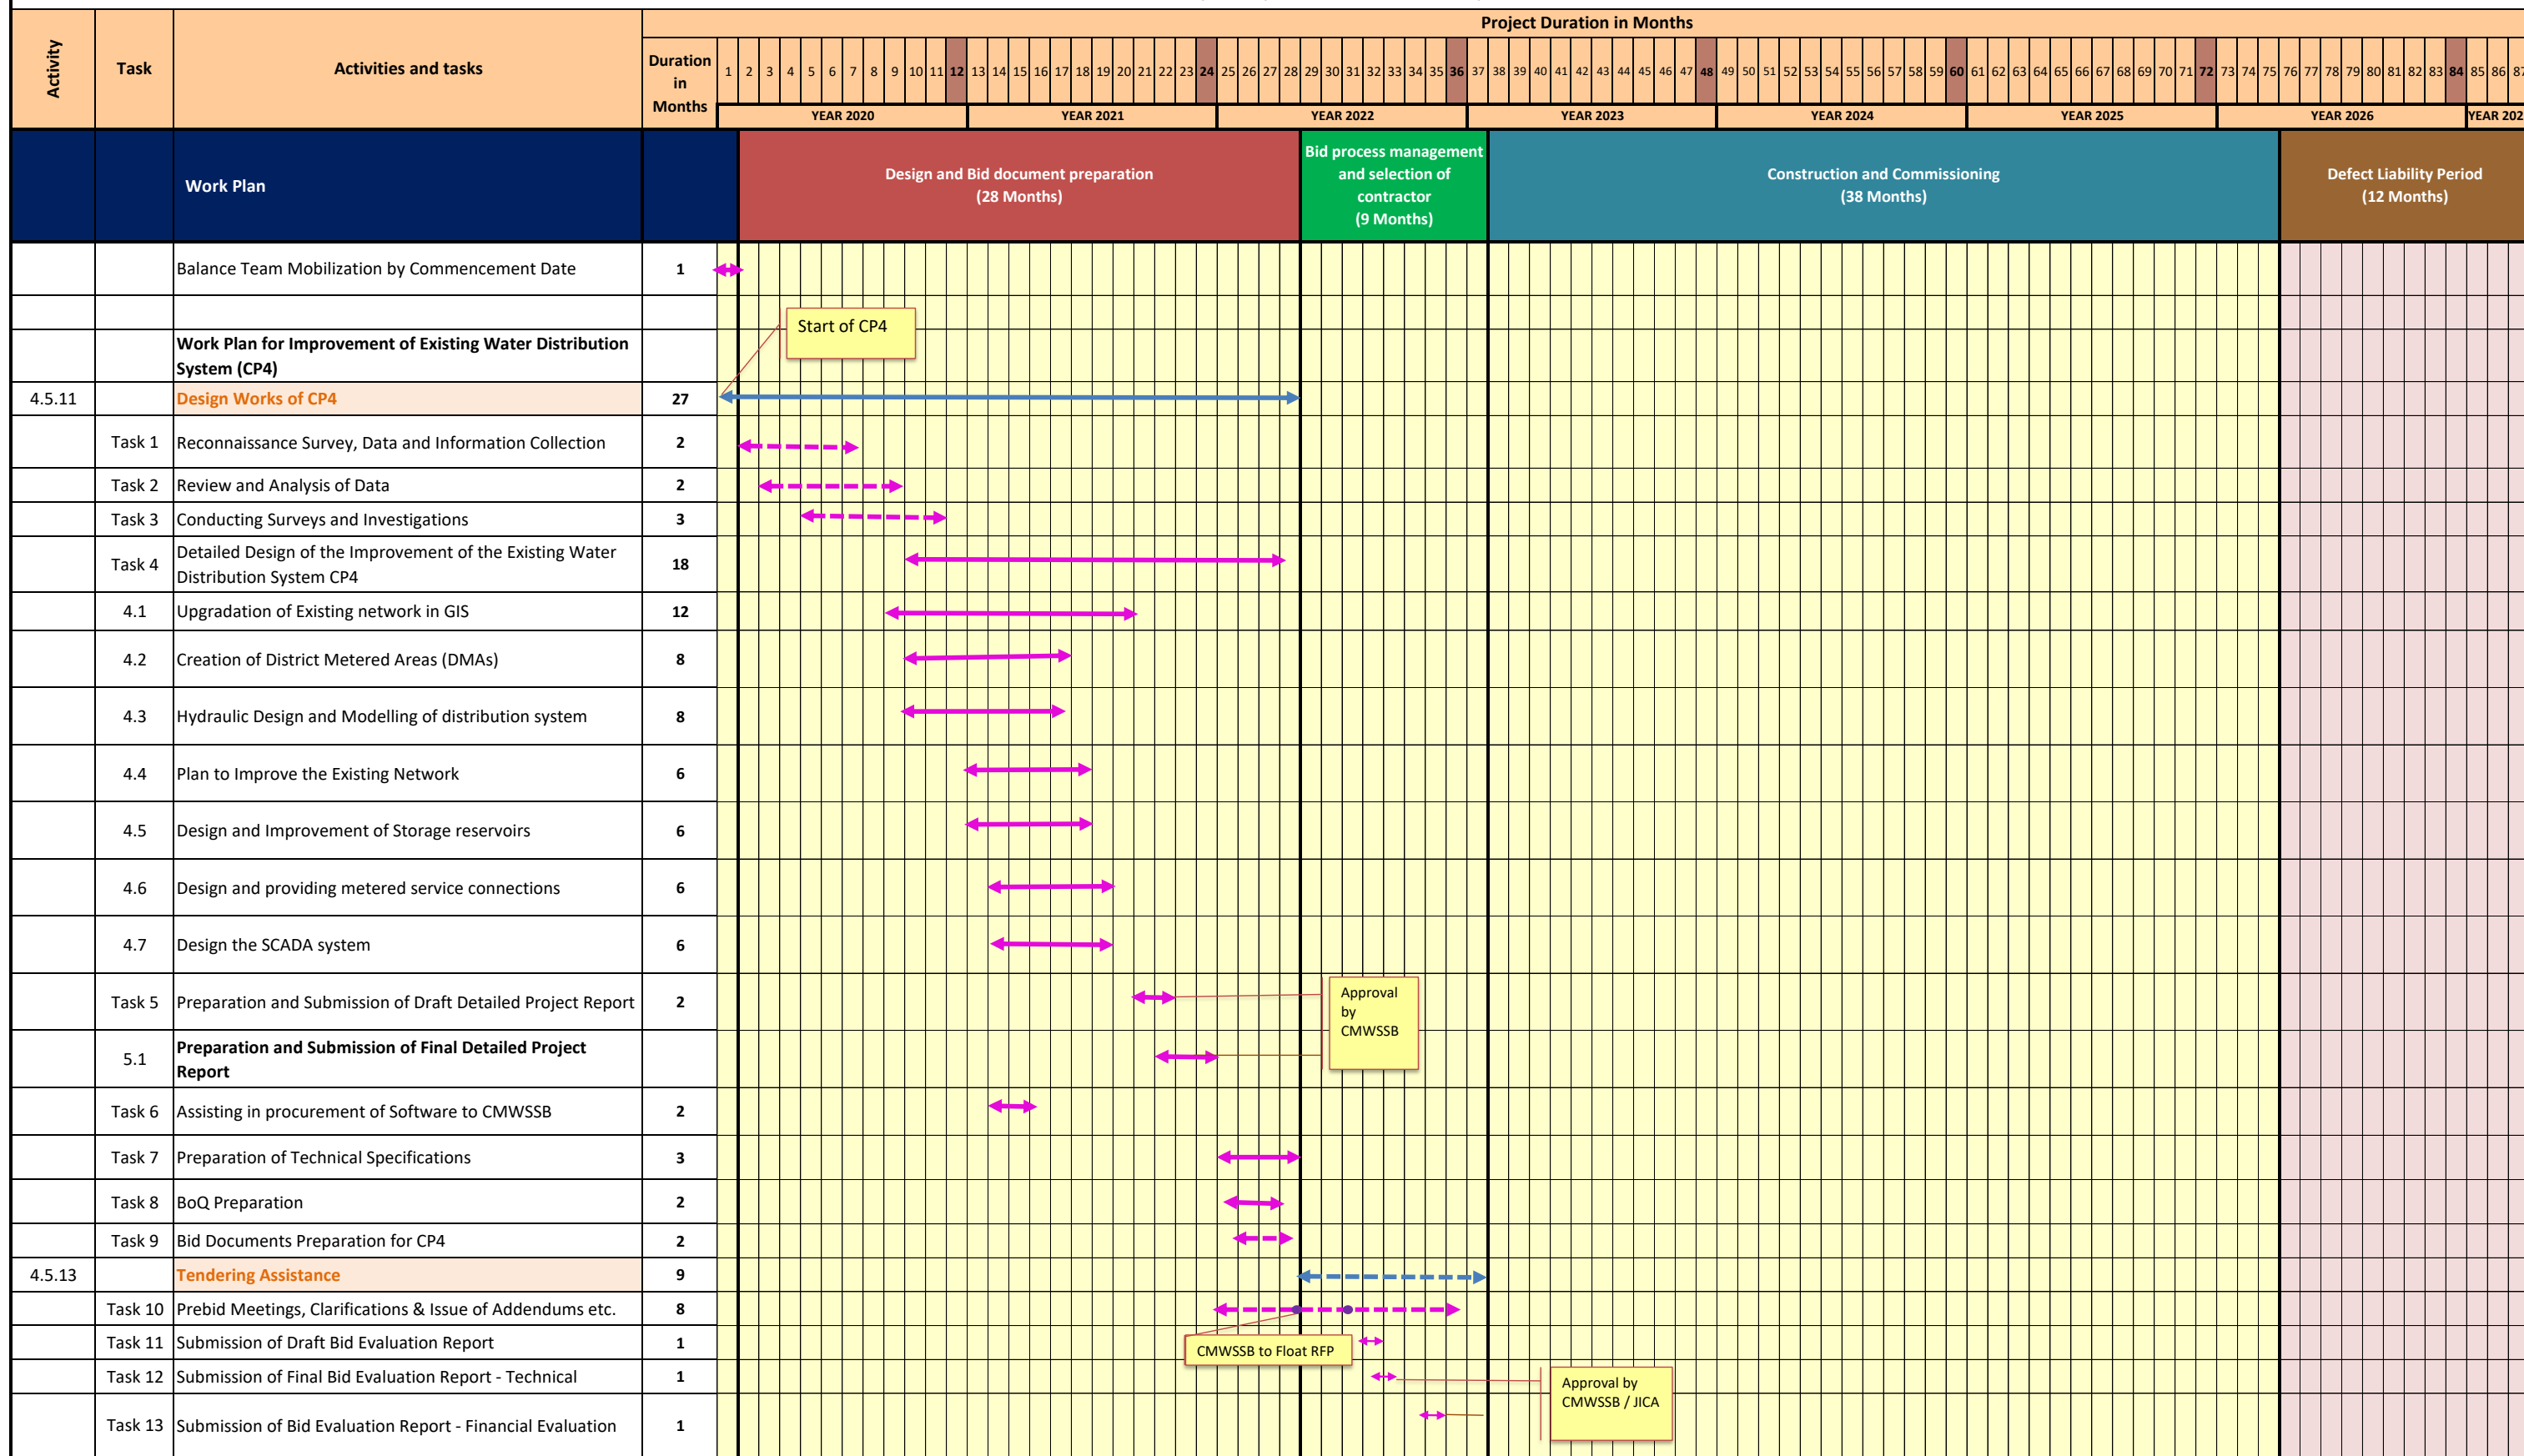 Project Duration in Months
Activity
Task
Activities and tasks
Duration
in
Months
1 2 3 4 5 6 7 8 9 10 11 12 13 14 15 16 17 18 19 20 21 22 23 24 25 26 27 28 29 30 31 32 33 34 35 36 37 38 39 40 41 42 43 44 45 46 47 48 49 50 51 52 53 54 55 56 57 58 59 60 61 62 63 64 65 66 67 68 69 70 71 72 73 74 75 76 77 78 79 80 81 82 83 84 85 86 87
YEAR 2020 YEAR 2021 YEAR 2022 YEAR 2023 YEAR 2024 YEAR 2025 YEAR 2026 YEAR 202
Work Plan
Design and Bid document preparation
(28 Months)
Bid process management
and selection of
contractor
(9 Months)
Construction and Commissioning
(38 Months)
Defect Liability Period
(12 Months)
Balance Team Mobilization by Commencement Date 1
Start of CP4
Work Plan for Improvement of Existing Water Distribution
System (CP4)
4.5.11 Design Works of CP4 27
Task 1 Reconnaissance Survey, Data and Information Collection 2
Task 2 Review and Analysis of Data 2
Task 3 Conducting Surveys and Investigations 3
Task 4 Detailed Design of the Improvement of the Existing Water
Distribution System CP4 18
4.1 Upgradation of Existing network in GIS 12
4.2 Creation of District Metered Areas (DMAs) 8
4.3 Hydraulic Design and Modelling of distribution system 8
4.4 Plan to Improve the Existing Network 6
4.5 Design and Improvement of Storage reservoirs 6
4.6 Design and providing metered service connections 6
4.7 Design the SCADA system 6
Task 5 Preparation and Submission of Draft Detailed Project Report 2
Approval
by
CMWSSB
5.1 Preparation and Submission of Final Detailed Project
Report
Task 6 Assisting in procurement of Software to CMWSSB 2
Task 7 Preparation of Technical Specifications 3
Task 8 BoQ Preparation 2
Task 9 Bid Documents Preparation for CP4 2
4.5.13 Tendering Assistance 9
Task 10 Prebid Meetings, Clarifications & Issue of Addendums etc. 8
Task 11 Submission of Draft Bid Evaluation Report 1
CMWSSB to Float RFP
Task 12 Submission of Final Bid Evaluation Report - Technical 1
Approval by
CMWSSB / JICA
Task 13 Submission of Bid Evaluation Report - Financial Evaluation 1